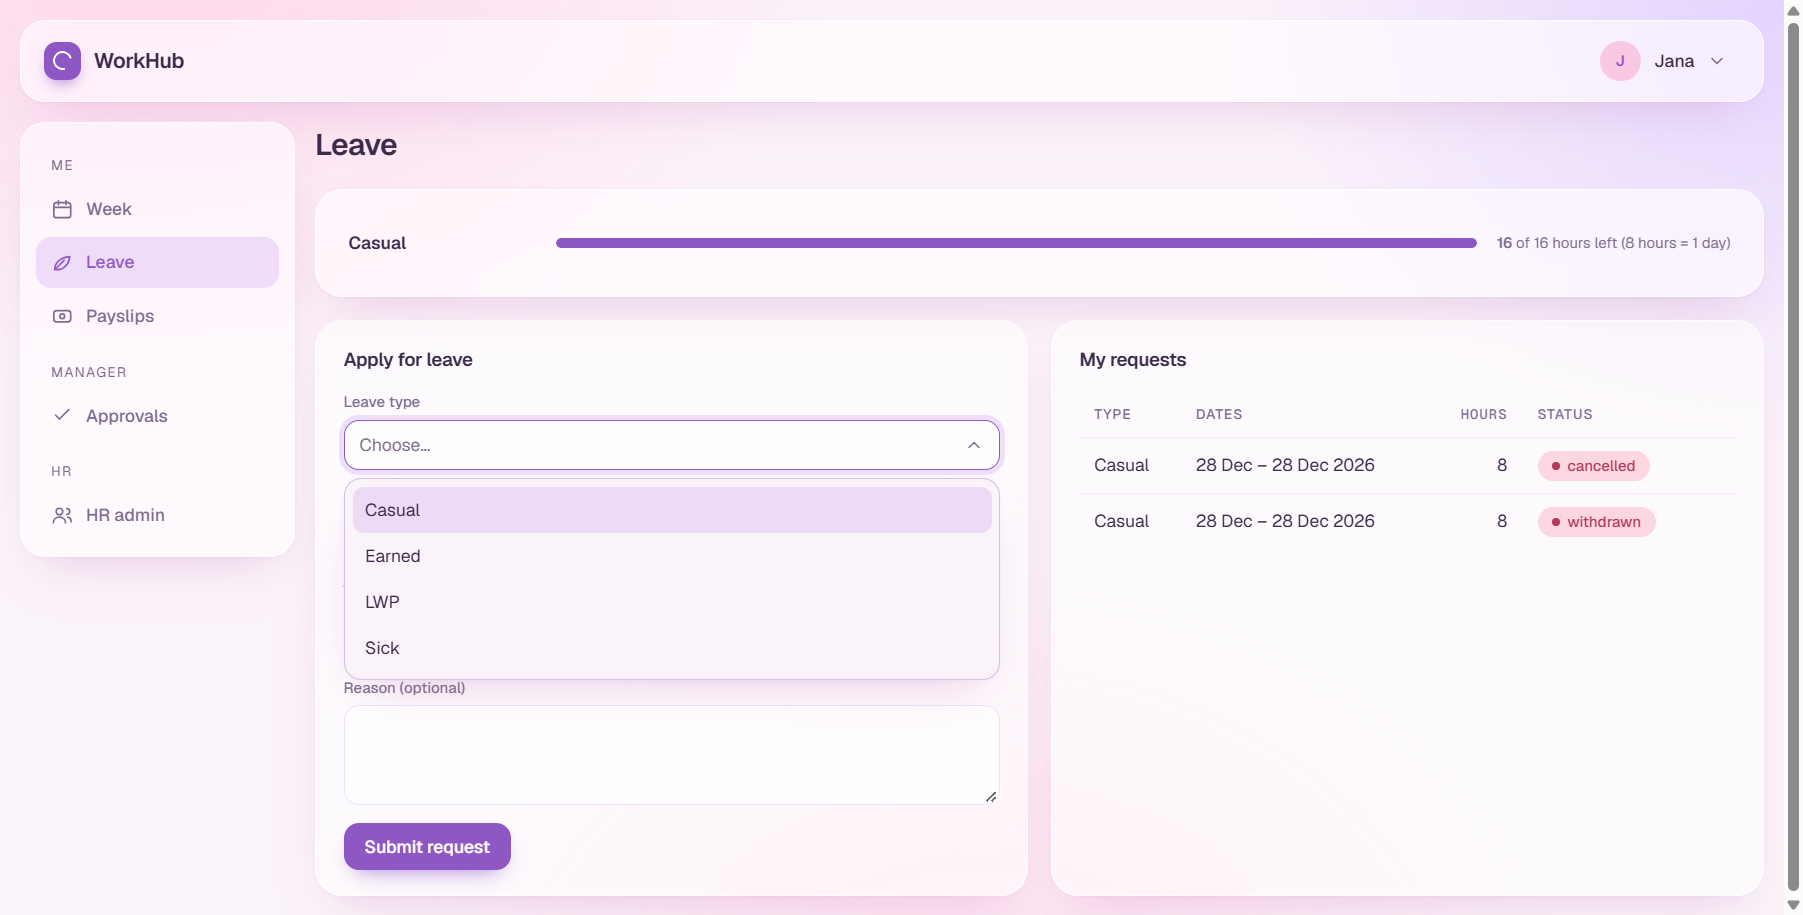 WorkHub
J Jana
ME
Week
Leave
Payslips
MANAGER
Approvals
HR
HR admin
Leave
Casual
16 of 16 hours left (8 hours = 1 day)
Apply for leave
Leave type
Choose...
Casual
Earned
LWP
Sick
Reason (optional)
Submit request
My requests
TYPE DATES HOURS STATUS
Casual 28 Dec – 28 Dec 2026 8 cancelled
Casual 28 Dec – 28 Dec 2026 8 withdrawn